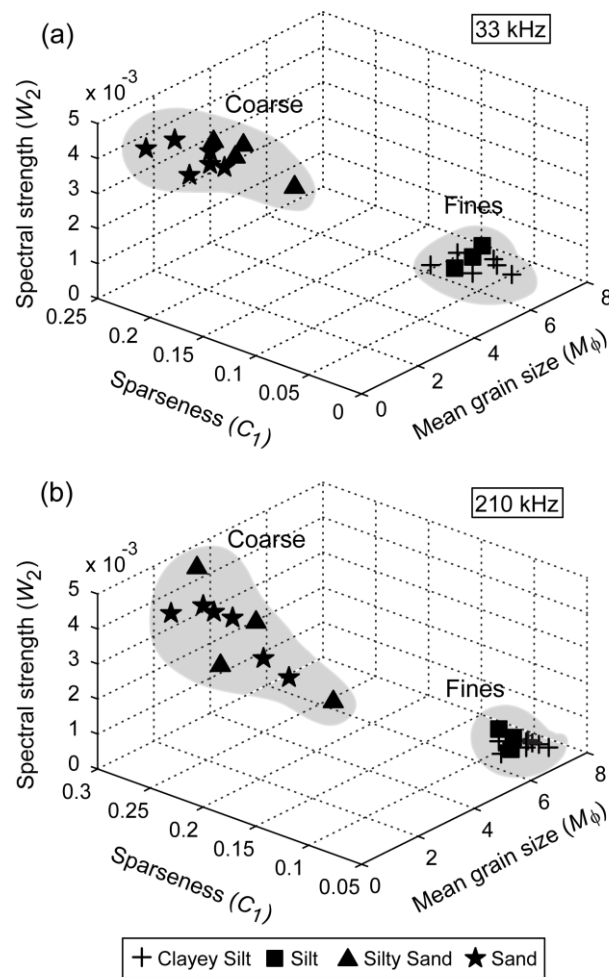 (a)
33 kHz
x 10⁻³
Coarse
Fines
Spectral strength (W₂)
5
4
3
2
1
0
0.25
0.2
0.15
0.1
0.05
0
Sparseness (C₁)
0
2
4
6
8
Mean grain size (Mϕ)
(b)
210 kHz
x 10⁻³
Coarse
Fines
Spectral strength (W₂)
5
4
3
2
1
0
0.3
0.25
0.2
0.15
0.1
0.05
Sparseness (C₁)
0
2
4
6
8
Mean grain size (Mϕ)
Clayey Silt Silt Silty Sand Sand